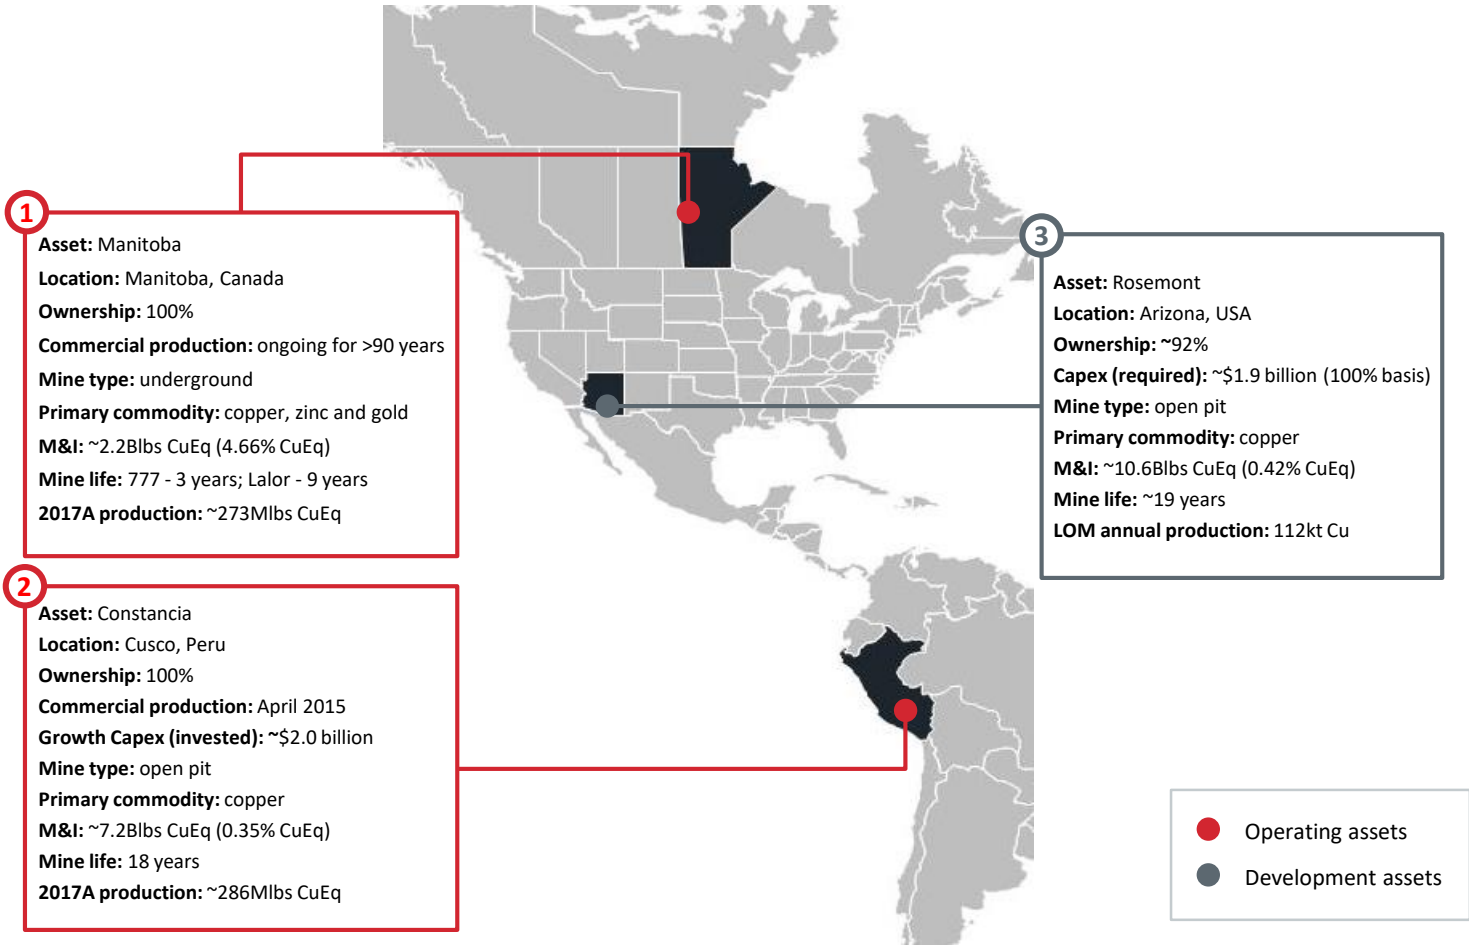 1
Asset: Manitoba
Location: Manitoba, Canada
Ownership: 100%
Commercial production: ongoing for >90 years
Mine type: underground
Primary commodity: copper, zinc and gold
M&I: ~2.2Blbs CuEq (4.66% CuEq)
Mine life: 777 - 3 years; Lalor - 9 years
2017A production: ~273Mlbs CuEq
2
Asset: Constancia
Location: Cusco, Peru
Ownership: 100%
Commercial production: April 2015
Growth Capex (invested): ~$2.0 billion
Mine type: open pit
Primary commodity: copper
M&I: ~7.2Blbs CuEq (0.35% CuEq)
Mine life: 18 years
2017A production: ~286Mlbs CuEq
3
Asset: Rosemont
Location: Arizona, USA
Ownership: ~92%
Capex (required): ~$1.9 billion (100% basis)
Mine type: open pit
Primary commodity: copper
M&I: ~10.6Blbs CuEq (0.42% CuEq)
Mine life: ~19 years
LOM annual production: 112kt Cu
Operating assets
Development assets